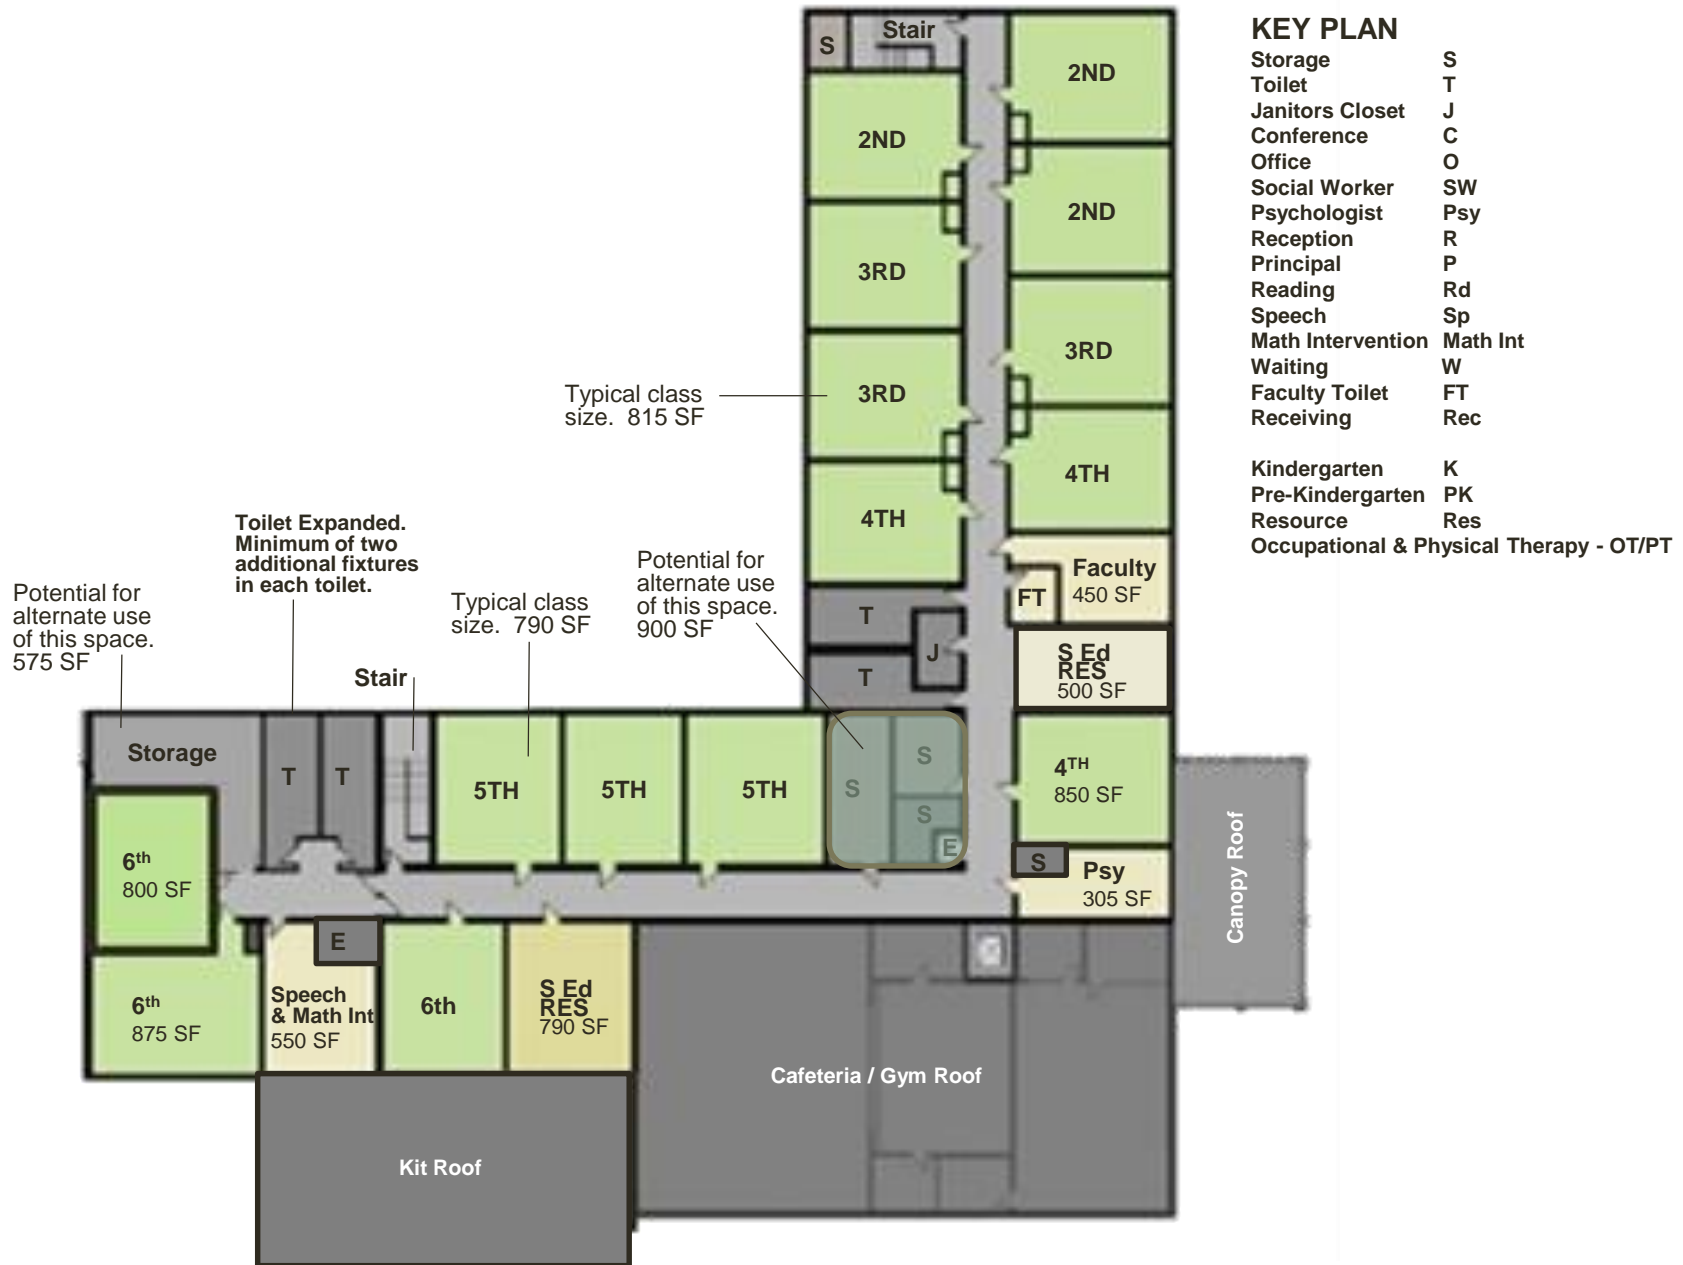 KEY PLAN
Storage S
Toilet T
Janitors Closet J
Conference C
Office O
Social Worker SW
Psychologist Psy
Reception R
Principal P
Reading Rd
Speech Sp
Math Intervention Math Int
Waiting W
Faculty Toilet FT
Receiving Rec
Kindergarten K
Pre-Kindergarten PK
Resource Res
Occupational & Physical Therapy - OT/PT
S
Stair
2ND
2ND
2ND
3RD
3RD
3RD
4TH
4TH
Typical class
size. 815 SF
Faculty
450 SF
FT
T
J
T
S Ed
RES
500 SF
Toilet Expanded.
Minimum of two
additional fixtures
in each toilet.
Potential for
alternate use
of this space.
575 SF
Typical class
size. 790 SF
Potential for
alternate use
of this space.
900 SF
Stair
Storage
T
T
5TH
5TH
5TH
S
S
S
E
4TH
850 SF
S
Psy
305 SF
Canopy Roof
6th
800 SF
6th
875 SF
E
Speech
& Math Int
550 SF
6th
S Ed
RES
790 SF
Cafeteria / Gym Roof
Kit Roof